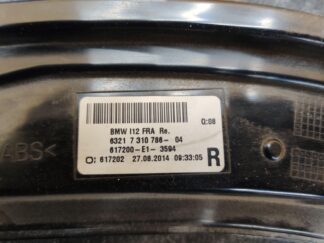 Q:88
BMW I12 FRA Re.
6321 7 310 786- 04
617200-E1- 3594
O: 617202 27.08.2014 09:33:05 R
ABS<